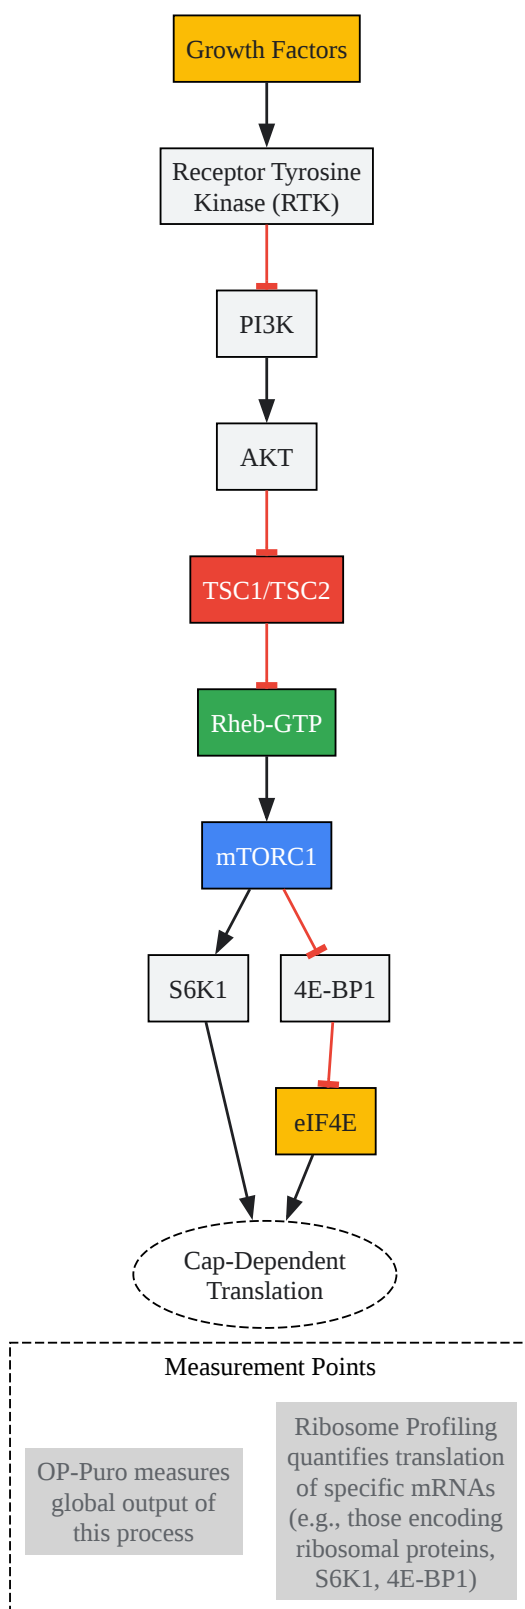 Growth Factors
Receptor Tyrosine
Kinase (RTK)
PI3K
AKT
TSC1/TSC2
Rheb-GTP
mTORC1
S6K1
4E-BP1
eIF4E
Cap-Dependent
Translation
Measurement Points
OP-Puro measures
global output of
this process
Ribosome Profiling
quantifies translation
of specific mRNAs
(e.g., those encoding
ribosomal proteins,
S6K1, 4E-BP1)